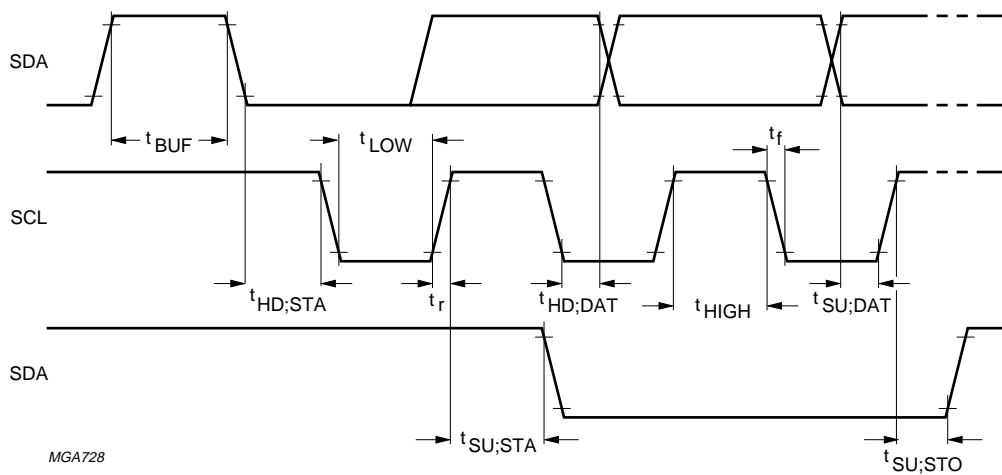 SDA
t BUF
t LOW
t f
SCL
t HD;STA
t r
t HD;DAT
t HIGH
t SU;DAT
SDA
t SU;STA
t SU;STO
MGA728